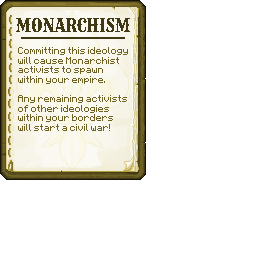 MONARCHISM
Committing this ideology
will cause Monarchist
activists to spawn
within your empire.
Any remaining activists
of other ideologies
within your borders
will start a civil war!